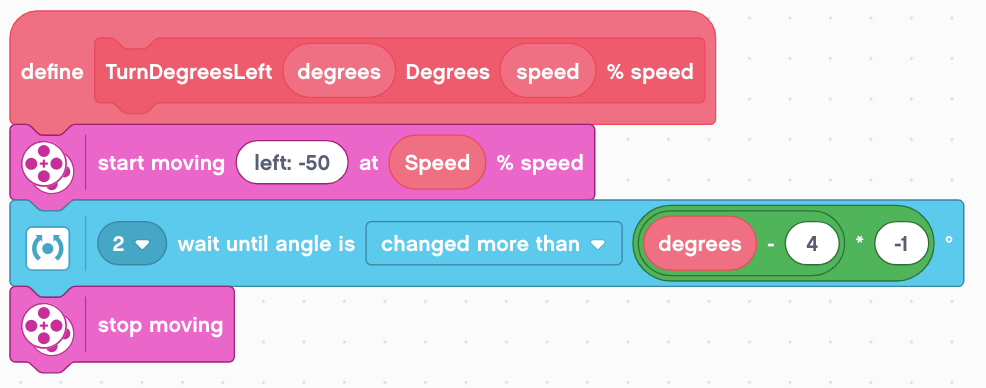 define TurnDegreesLeft degrees Degrees speed % speed
start moving left: -50 at Speed % speed
2 wait until angle is changed more than degrees - 4 * -1 °
stop moving